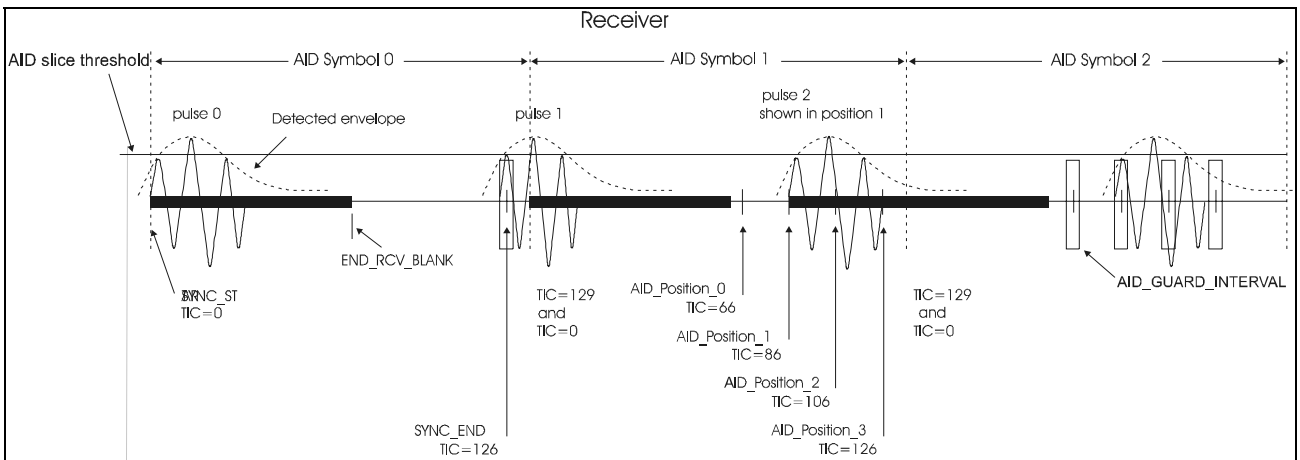 Receiver
AID slice threshold
AID Symbol 0
AID Symbol 1
AID Symbol 2
pulse 0
Detected envelope
pulse 1
pulse 2
shown in position 1
END_RCV_BLANK
SYNC_ST
TIC=0
TIC=129
and
TIC=0
AID_Position_0
TIC=66
AID_Position_1
TIC=86
AID_Position_2
TIC=106
AID_Position_3
TIC=126
SYNC_END
TIC=126
TIC=129
and
TIC=0
AID_GUARD_INTERVAL